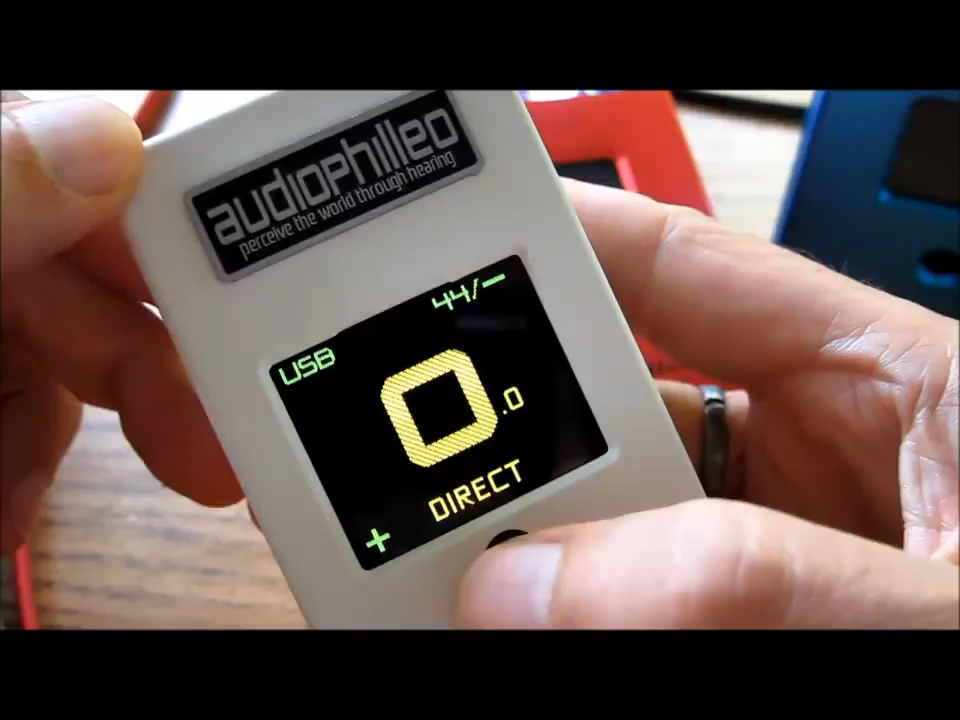 audiophilleo
perceive the world through hearing
44/–
USB
0.0
DIRECT
+